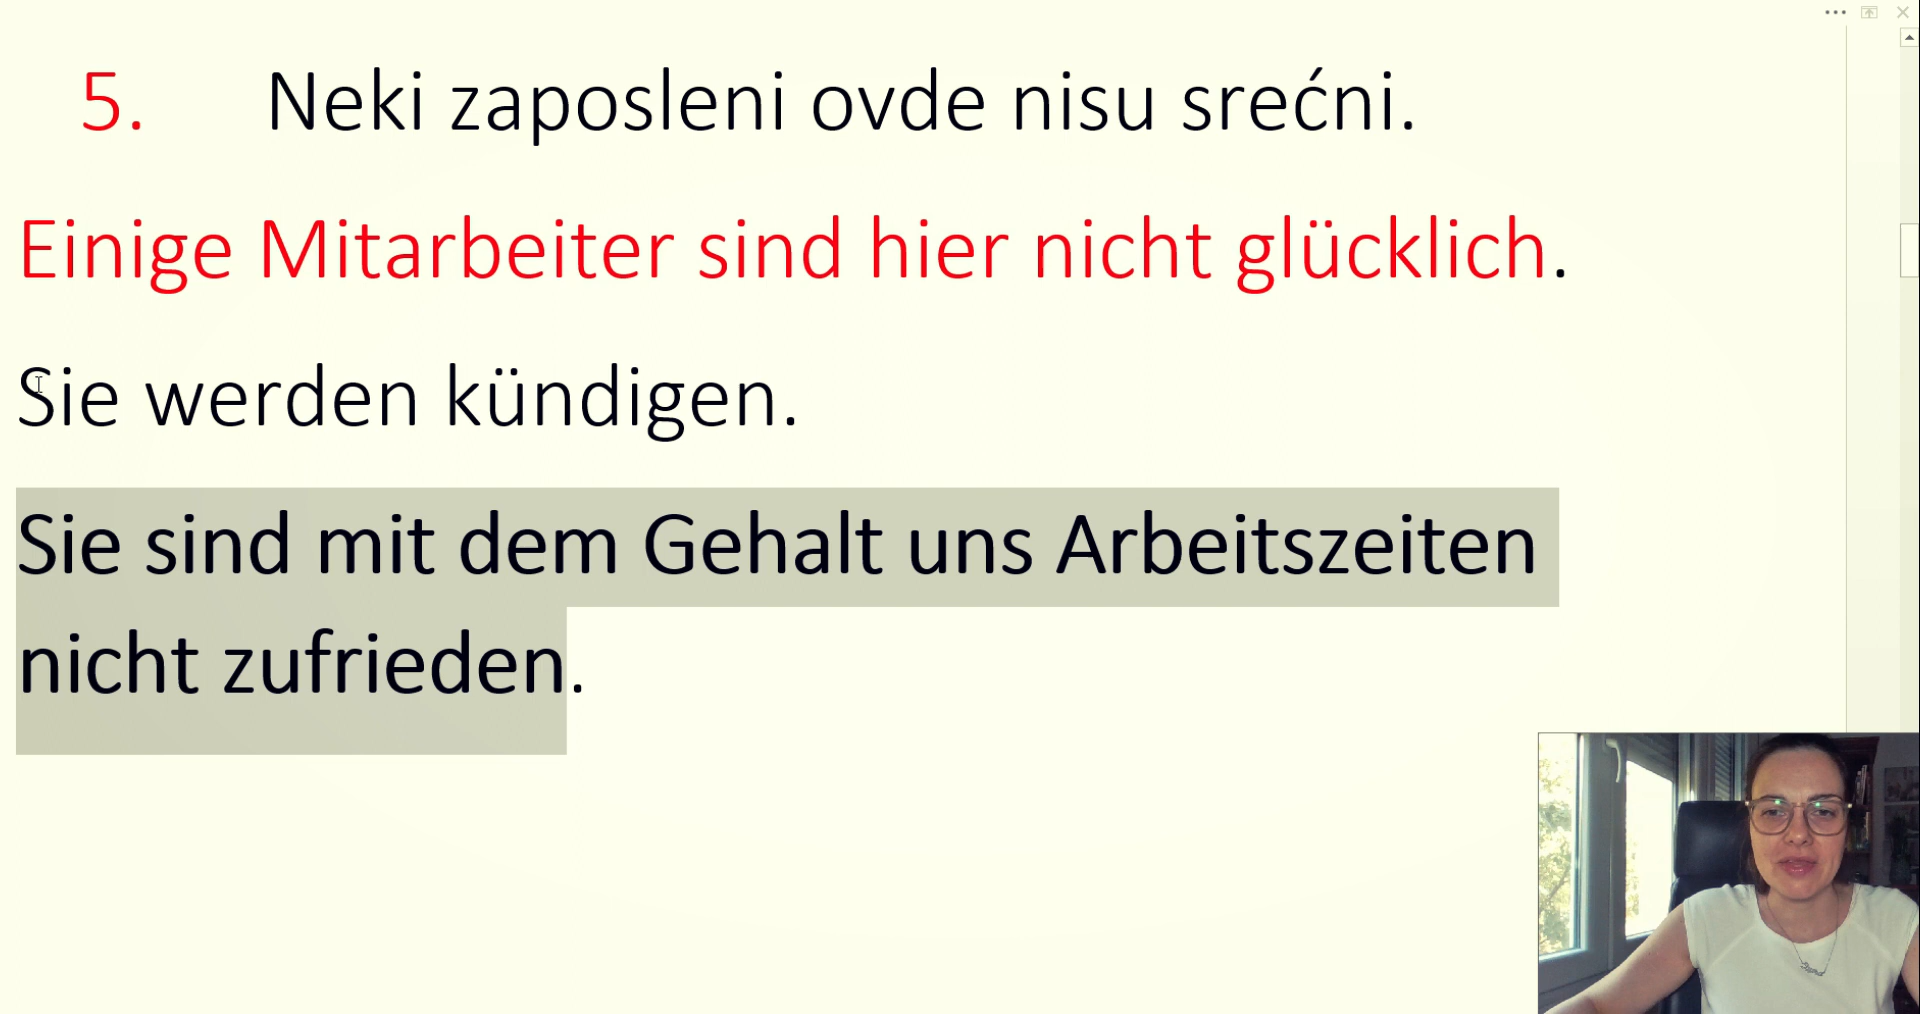 5. Neki zaposleni ovde nisu srećni.
Einige Mitarbeiter sind hier nicht glücklich.
Sie werden kündigen.
Sie sind mit dem Gehalt uns Arbeitszeiten
nicht zufrieden.